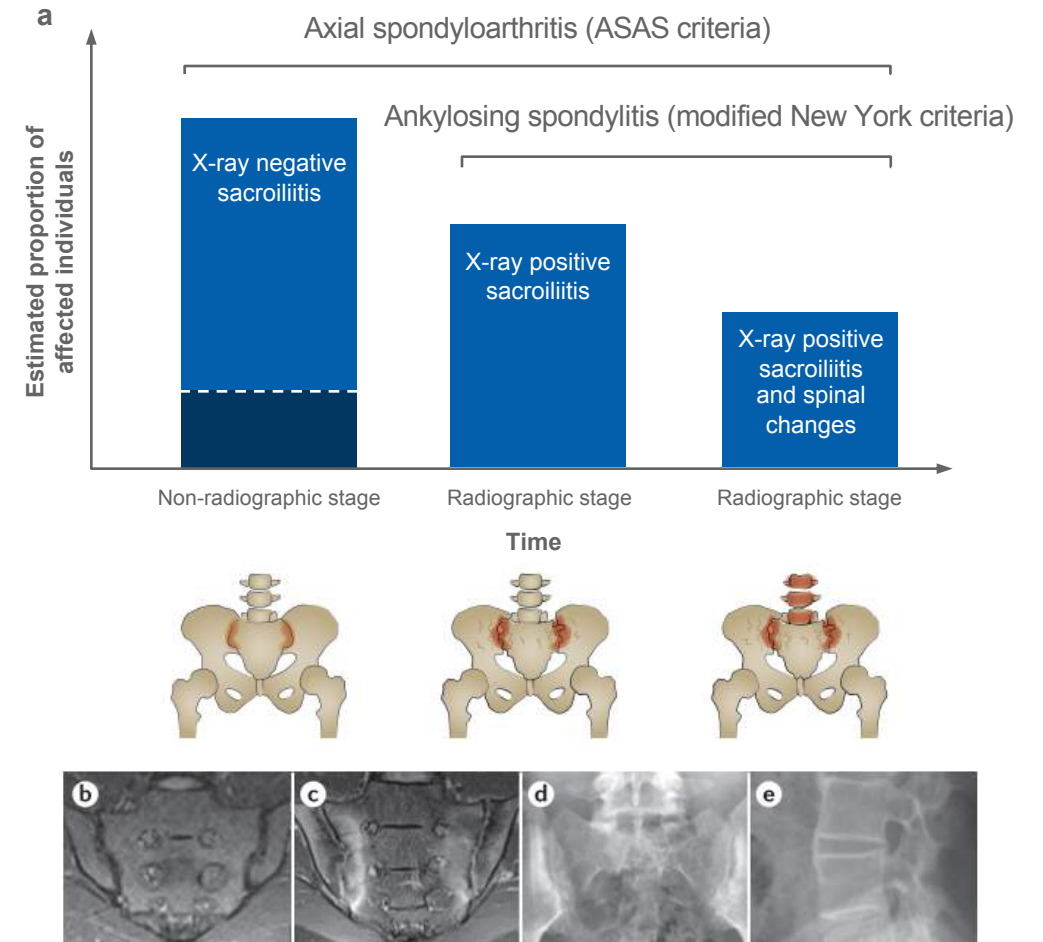 a
Axial spondyloarthritis (ASAS criteria)
Ankylosing spondylitis (modified New York criteria)
Estimated proportion of
affected individuals
X-ray negative
sacroiliitis
X-ray positive
sacroiliitis
X-ray positive
sacroiliitis
and spinal
changes
Non-radiographic stage
Radiographic stage
Radiographic stage
Time
b
c
d
e